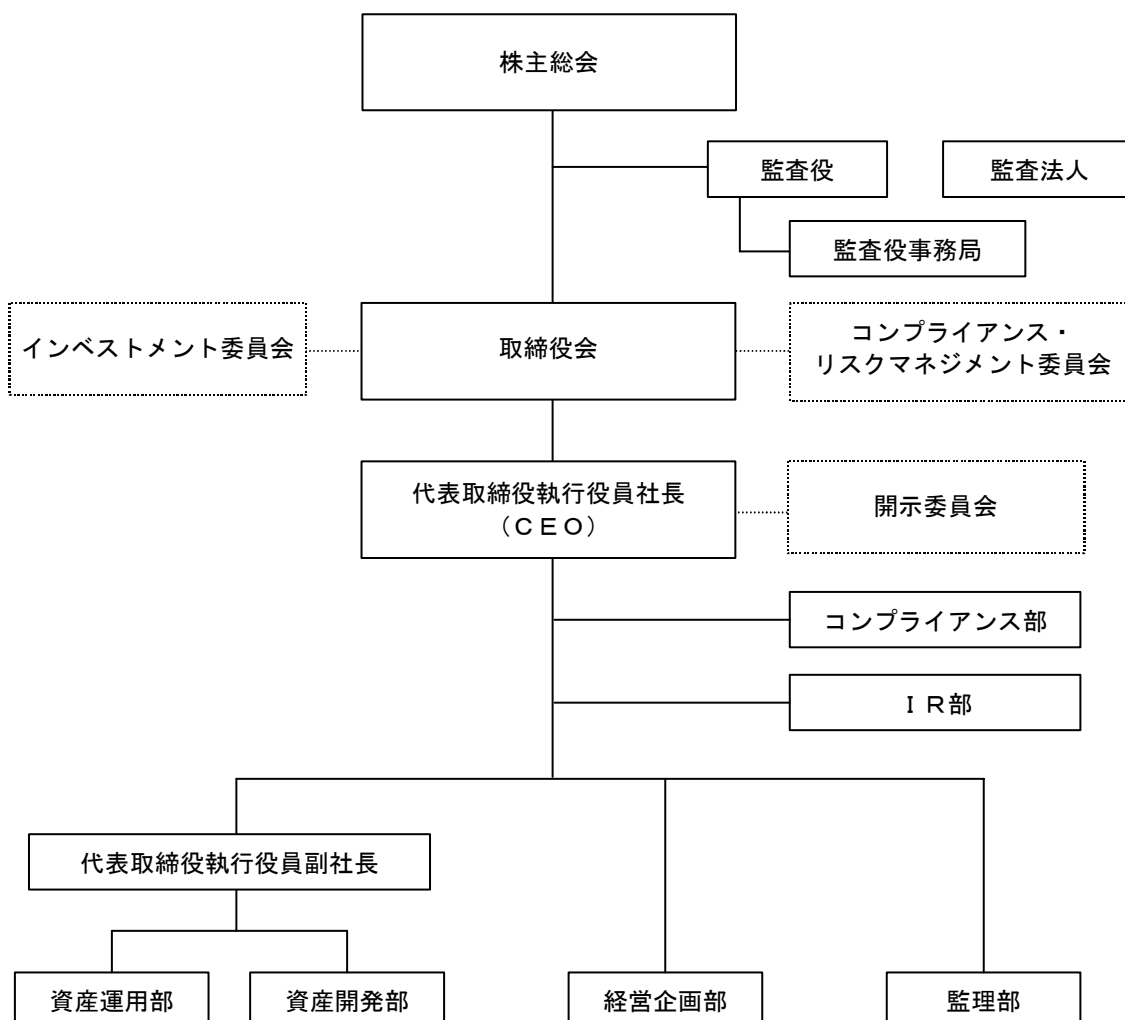 株主総会
監査役
監査法人
監査役事務局
インベストメント委員会
取締役会
コンプライアンス・
リスクマネジメント委員会
代表取締役執行役員社長
（ＣＥＯ）
開示委員会
コンプライアンス部
ＩＲ部
代表取締役執行役員副社長
資産運用部
資産開発部
経営企画部
監理部